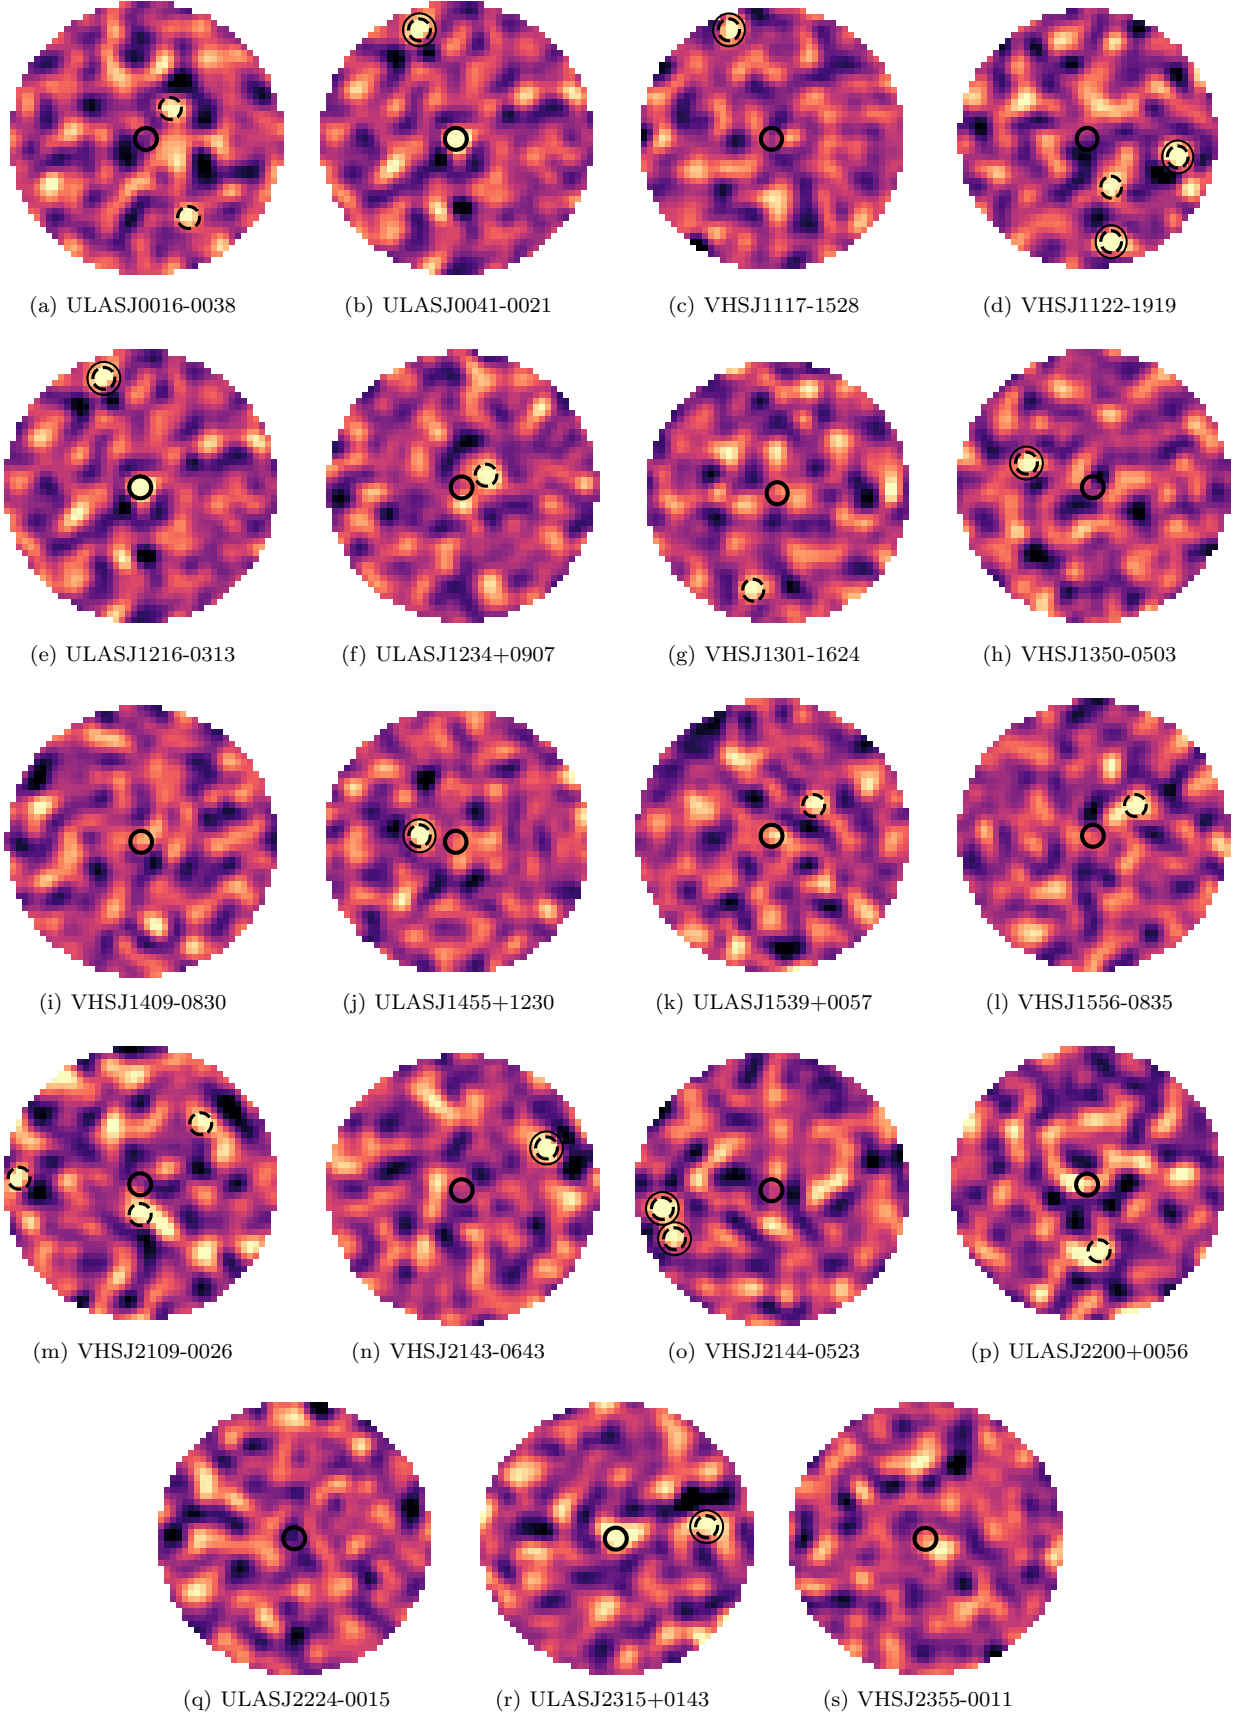 (a) ULASJ0016-0038 (b) ULASJ0041-0021 (c) VHSJ1117-1528 (d) VHSJ1122-1919
(e) ULASJ1216-0313 (f) ULASJ1234+0907 (g) VHSJ1301-1624 (h) VHSJ1350-0503
(i) VHSJ1409-0830 (j) ULASJ1455+1230 (k) ULASJ1539+0057 (l) VHSJ1556-0835
(m) VHSJ2109-0026 (n) VHSJ2143-0643 (o) VHSJ2144-0523 (p) ULASJ2200+0056
(q) ULASJ2224-0015 (r) ULASJ2315+0143 (s) VHSJ2355-0011